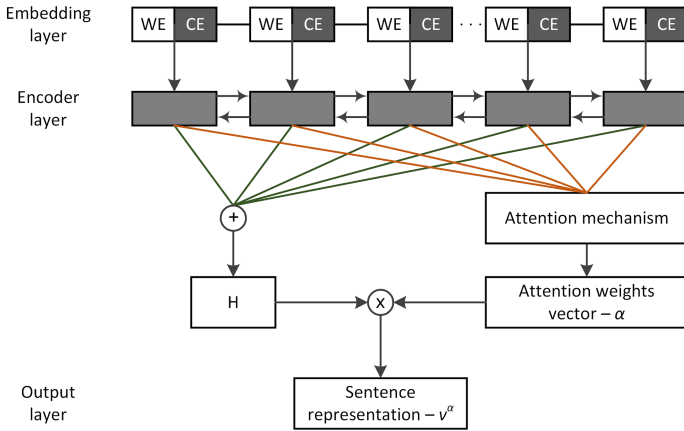 Embedding
layer
WE CE WE CE WE CE ··· WE CE WE CE
Encoder
layer
+
Attention mechanism
H
x
Attention weights
vector – α
Output
layer
Sentence
representation – vα